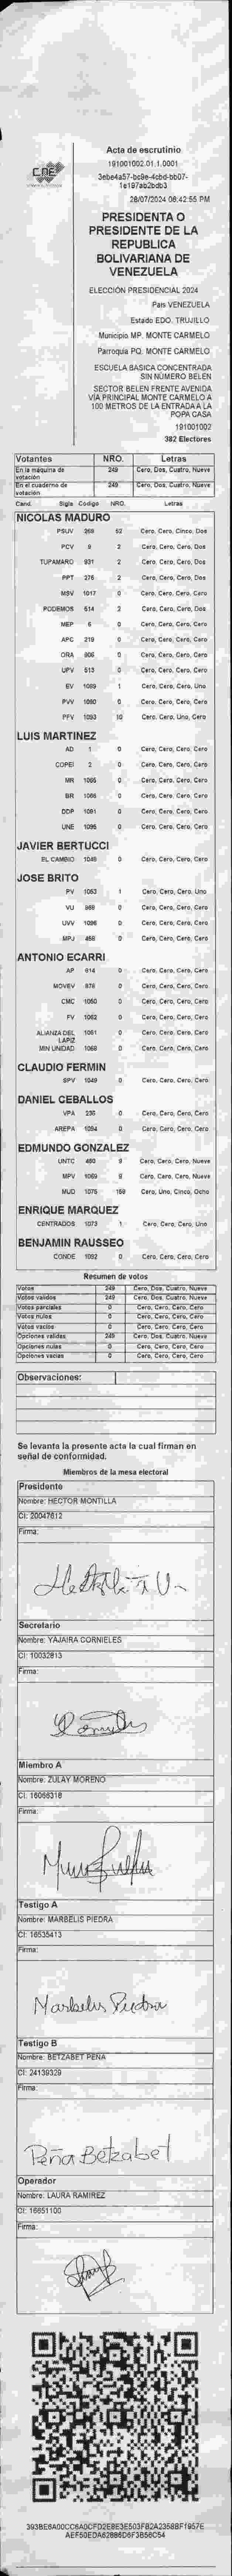 Acta de escrutinio
191001002.01.1.0001
3ebe4a57-bc9e-4cbd-bb07-
1e197ab2bdb3
28/07/2024 06:42:55 PM
CNE
PRESIDENTA O
PRESIDENTE DE LA
REPUBLICA
BOLIVARIANA DE
VENEZUELA
ELECCIÓN PRESIDENCIAL 2024
Pais VENEZUELA
Estado EDO. TRUJILLO
Municipio MP. MONTE CARMELO
Parroquia PQ. MONTE CARMELO
ESCUELA BASICA CONCENTRADA
SIN NUMERO BELEN
SECTOR BELEN FRENTE AVENIDA
VIA PRINCIPAL MONTE CARMELO A
100 METROS DE LA ENTRADA A LA
POPA CASA
191001002
382 Electores
Votantes NRO. Letras
En la máquina de votación 249 Cero, Dos, Cuatro, Nueve
En el cuaderno de votación 249 Cero, Dos, Cuatro, Nueve
Cand. Sigla Código NRO. Letras
NICOLAS MADURO
PSUV 268 52 Cero, Cero, Cinco, Dos
PCV 9 2 Cero, Cero, Cero, Dos
TUPAMARO 931 2 Cero, Cero, Cero, Dos
PPT 276 2 Cero, Cero, Cero, Dos
MSV 1017 0 Cero, Cero, Cero, Cero
PODEMOS 514 2 Cero, Cero, Cero, Dos
MEP 6 0 Cero, Cero, Cero, Cero
APC 219 0 Cero, Cero, Cero, Cero
ORA 906 0 Cero, Cero, Cero, Cero
UPV 513 0 Cero, Cero, Cero, Cero
EV 1089 1 Cero, Cero, Cero, Uno
PVV 1090 0 Cero, Cero, Cero, Cero
PFV 1093 10 Cero, Cero, Uno, Cero
LUIS MARTINEZ
AD 1 0 Cero, Cero, Cero, Cero
COPEI 2 0 Cero, Cero, Cero, Cero
MR 1055 0 Cero, Cero, Cero, Cero
BR 1086 0 Cero, Cero, Cero, Cero
DDP 1091 0 Cero, Cero, Cero, Cero
UNE 1095 0 Cero, Cero, Cero, Cero
JAVIER BERTUCCI
EL CAMBIO 1045 0 Cero, Cero, Cero, Cero
JOSE BRITO
PV 1053 1 Cero, Cero, Cero, Uno
VU 869 0 Cero, Cero, Cero, Cero
UVV 1096 0 Cero, Cero, Cero, Cero
MPJ 458 0 Cero, Cero, Cero, Cero
ANTONIO ECARRI
AP 914 0 Cero, Cero, Cero, Cero
MOVEV 876 0 Cero, Cero, Cero, Cero
CMC 1050 0 Cero, Cero, Cero, Cero
FV 1062 0 Cero, Cero, Cero, Cero
ALIANZA DEL LAPIZ 1061 0 Cero, Cero, Cero, Cero
MIN UNIDAD 1068 0 Cero, Cero, Cero, Cero
CLAUDIO FERMIN
SPV 1049 0 Cero, Cero, Cero, Cero
DANIEL CEBALLOS
VPA 235 0 Cero, Cero, Cero, Cero
AREPA 1094 0 Cero, Cero, Cero, Cero
EDMUNDO GONZALEZ
UNTC 450 9 Cero, Cero, Cero, Nueve
MPV 1069 9 Cero, Cero, Cero, Nueve
MUD 1075 158 Cero, Uno, Cinco, Ocho
ENRIQUE MARQUEZ
CENTRADOS 1073 1 Cero, Cero, Cero, Uno
BENJAMIN RAUSSEO
CONDE 1092 0 Cero, Cero, Cero, Cero
Resumen de votos
Votos 249 Cero, Dos, Cuatro, Nueve
Votos validos 249 Cero, Dos, Cuatro, Nueve
Votos parciales 0 Cero, Cero, Cero, Cero
Votos nulos 0 Cero, Cero, Cero, Cero
Votos vacíos 0 Cero, Cero, Cero, Cero
Opciones validas 249 Cero, Dos, Cuatro, Nueve
Opciones nulas 0 Cero, Cero, Cero, Cero
Opciones vacías 0 Cero, Cero, Cero, Cero
Observaciones:
Se levanta la presente acta la cual firman en
señal de conformidad.
Miembros de la mesa electoral
Presidente
Nombre: HECTOR MONTILLA
CI: 20047612
Firma:
Secretario
Nombre: YAJAIRA CORNIELES
CI: 10032813
Firma:
Miembro A
Nombre: ZULAY MORENO
CI: 16066318
Firma:
Testigo A
Nombre: MARBELIS PIEDRA
CI: 16535413
Firma:
Marbelis Piedra
Testigo B
Nombre: BETZABET PEÑA
CI: 24139329
Firma:
Peña Betzabet
Operador
Nombre: LAURA RAMIREZ
CI: 16651100
Firma:
393BE6A00CC6A0CFD2E8E3E503FB2A2358BF1957E
AEF50EDA62886D6F3B56C54